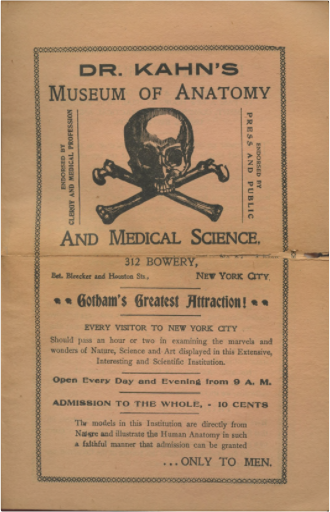 DR. KAHN'S
MUSEUM OF ANATOMY
ENDORSED BY
CLERGY AND MEDICAL PROFESSION
ENDORSED BY
PRESS AND PUBLIC
AND MEDICAL SCIENCE,
312 BOWERY,
Bet. Bleecker and Houston Sts., NEW YORK CITY
Gotham's Greatest Attraction!
EVERY VISITOR TO NEW YORK CITY
Should pass an hour or two in examining the marvels and
wonders of Nature, Science and Art displayed in this Extensive,
Interesting and Scientific Institution.
Open Every Day and Evening from 9 A. M.
ADMISSION TO THE WHOLE, - 10 CENTS
The models in this Institution are directly from
Nature and illustrate the Human Anatomy in such
a faithful manner that admission can be granted
...ONLY TO MEN.